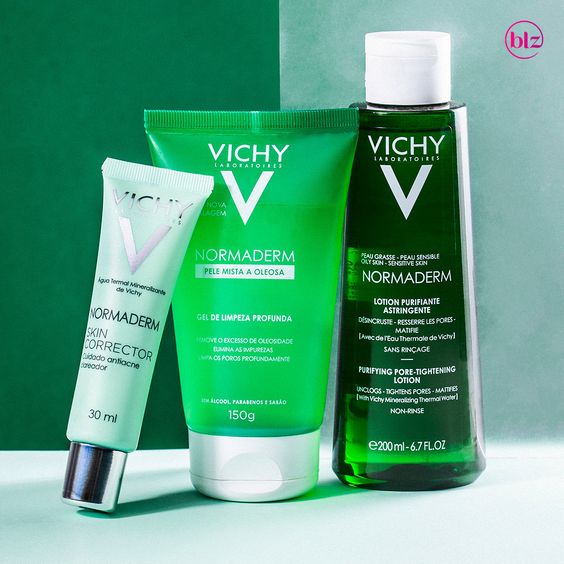 blz
VICHY
Água Termal Mineralizante
de Vichy
NORMADERM
SKIN
CORRECTOR
Cuidado antiacne
30 ml
VICHY
LABORATOIRES
NOVA
NORMADERM
PELE MISTA A OLEOSA
GEL DE LIMPEZA PROFUNDA
REMOVE O EXCESSO DE OLEOSIDADE
ELIMINA AS IMPUREZAS
LIMPA OS POROS PROFUNDAMENTE
SEM ÁLCOOL, PARABENOS E SABÃO
150g
VICHY
LABORATOIRES
PEAU GRASSE - PEAU SENSIBLE
OILY SKIN - SENSITIVE SKIN
NORMADERM
LOTION PURIFIANTE
ASTRINGENTE
DÉSINCRUSTE - RESSERRE LES PORES -
MATIFIE
[Avec de l'Eau Thermale de Vichy]
SANS RINÇAGE
PURIFYING PORE-TIGHTENING
LOTION
UNCLOGS - TIGHTENS PORES - MATTIFIES
[With Vichy Mineralizing Thermal Water]
NON-RINSE
e200 ml - 6.7 FL.OZ